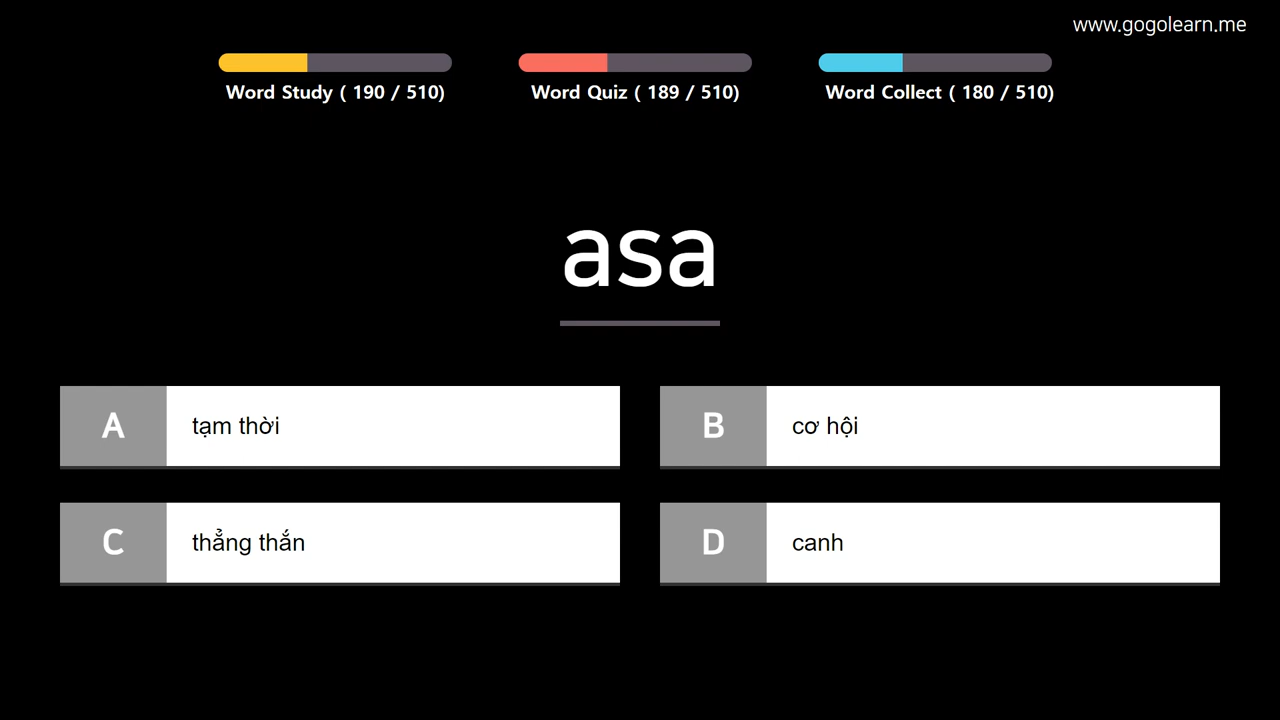 www.gogolearn.me
Word Study ( 190 / 510)
Word Quiz ( 189 / 510)
Word Collect ( 180 / 510)
asa
A tạm thời
B cơ hội
C thẳng thắn
D canh